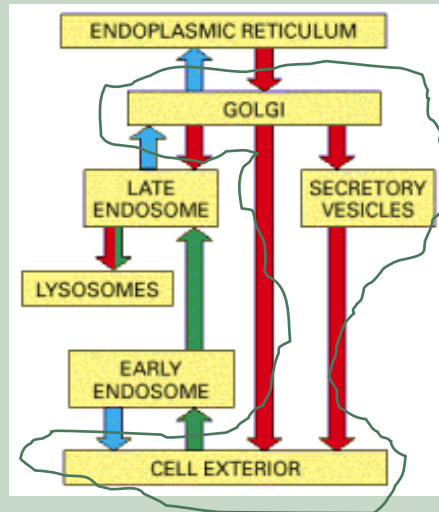 ENDOPLASMIC RETICULUM
GOLGI
LATE
ENDOSOME
SECRETORY
VESICLES
LYSOSOMES
EARLY
ENDOSOME
CELL EXTERIOR